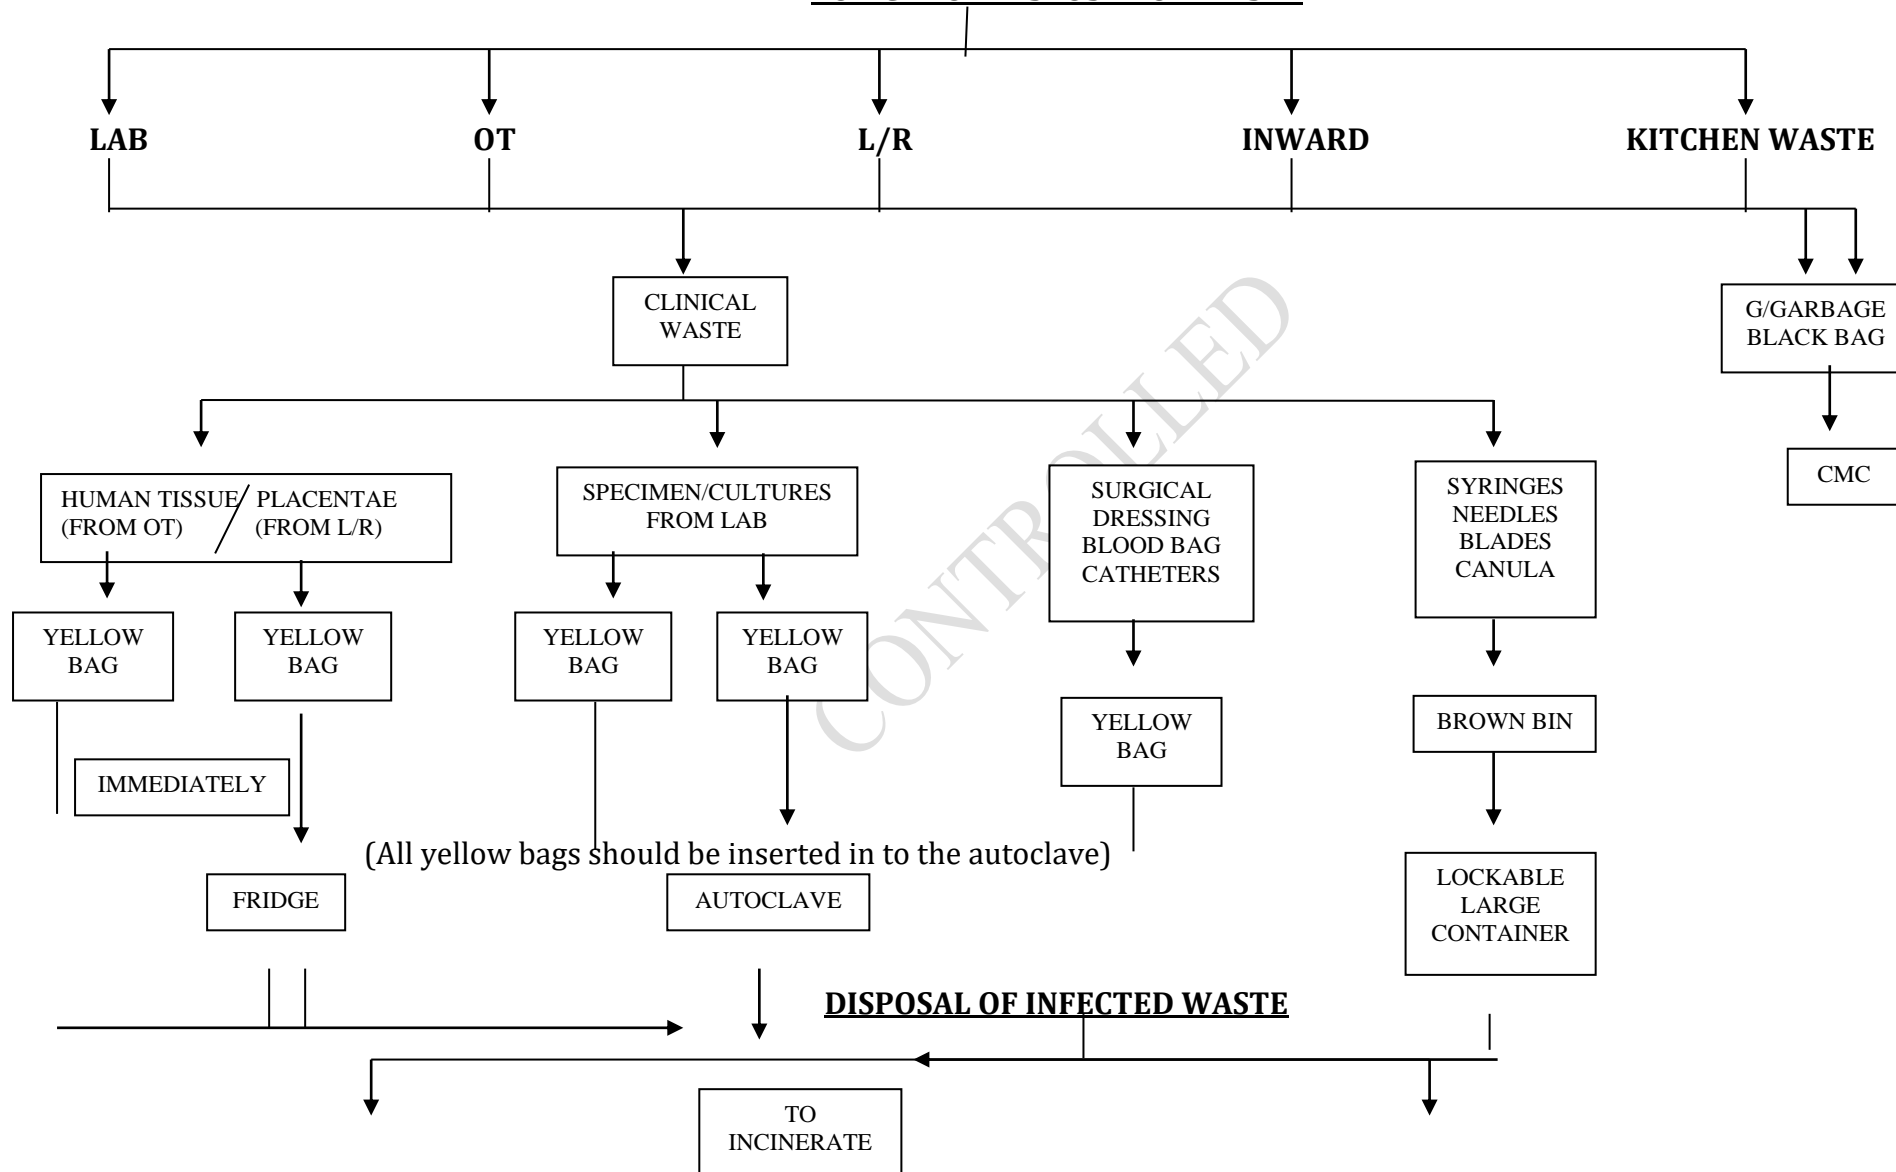 LAB
OT
L/R
INWARD
KITCHEN WASTE
CLINICAL
WASTE
G/GARBAGE
BLACK BAG
CMC
HUMAN TISSUE/ PLACENTAE
(FROM OT) (FROM L/R)
SPECIMEN/CULTURES
FROM LAB
SURGICAL
DRESSING
BLOOD BAG
CATHETERS
SYRINGES
NEEDLES
BLADES
CANULA
YELLOW
BAG
YELLOW
BAG
YELLOW
BAG
YELLOW
BAG
YELLOW
BAG
BROWN BIN
IMMEDIATELY
(All yellow bags should be inserted in to the autoclave)
FRIDGE
AUTOCLAVE
LOCKABLE
LARGE
CONTAINER
DISPOSAL OF INFECTED WASTE
TO
INCINERATE
CONTROLLED